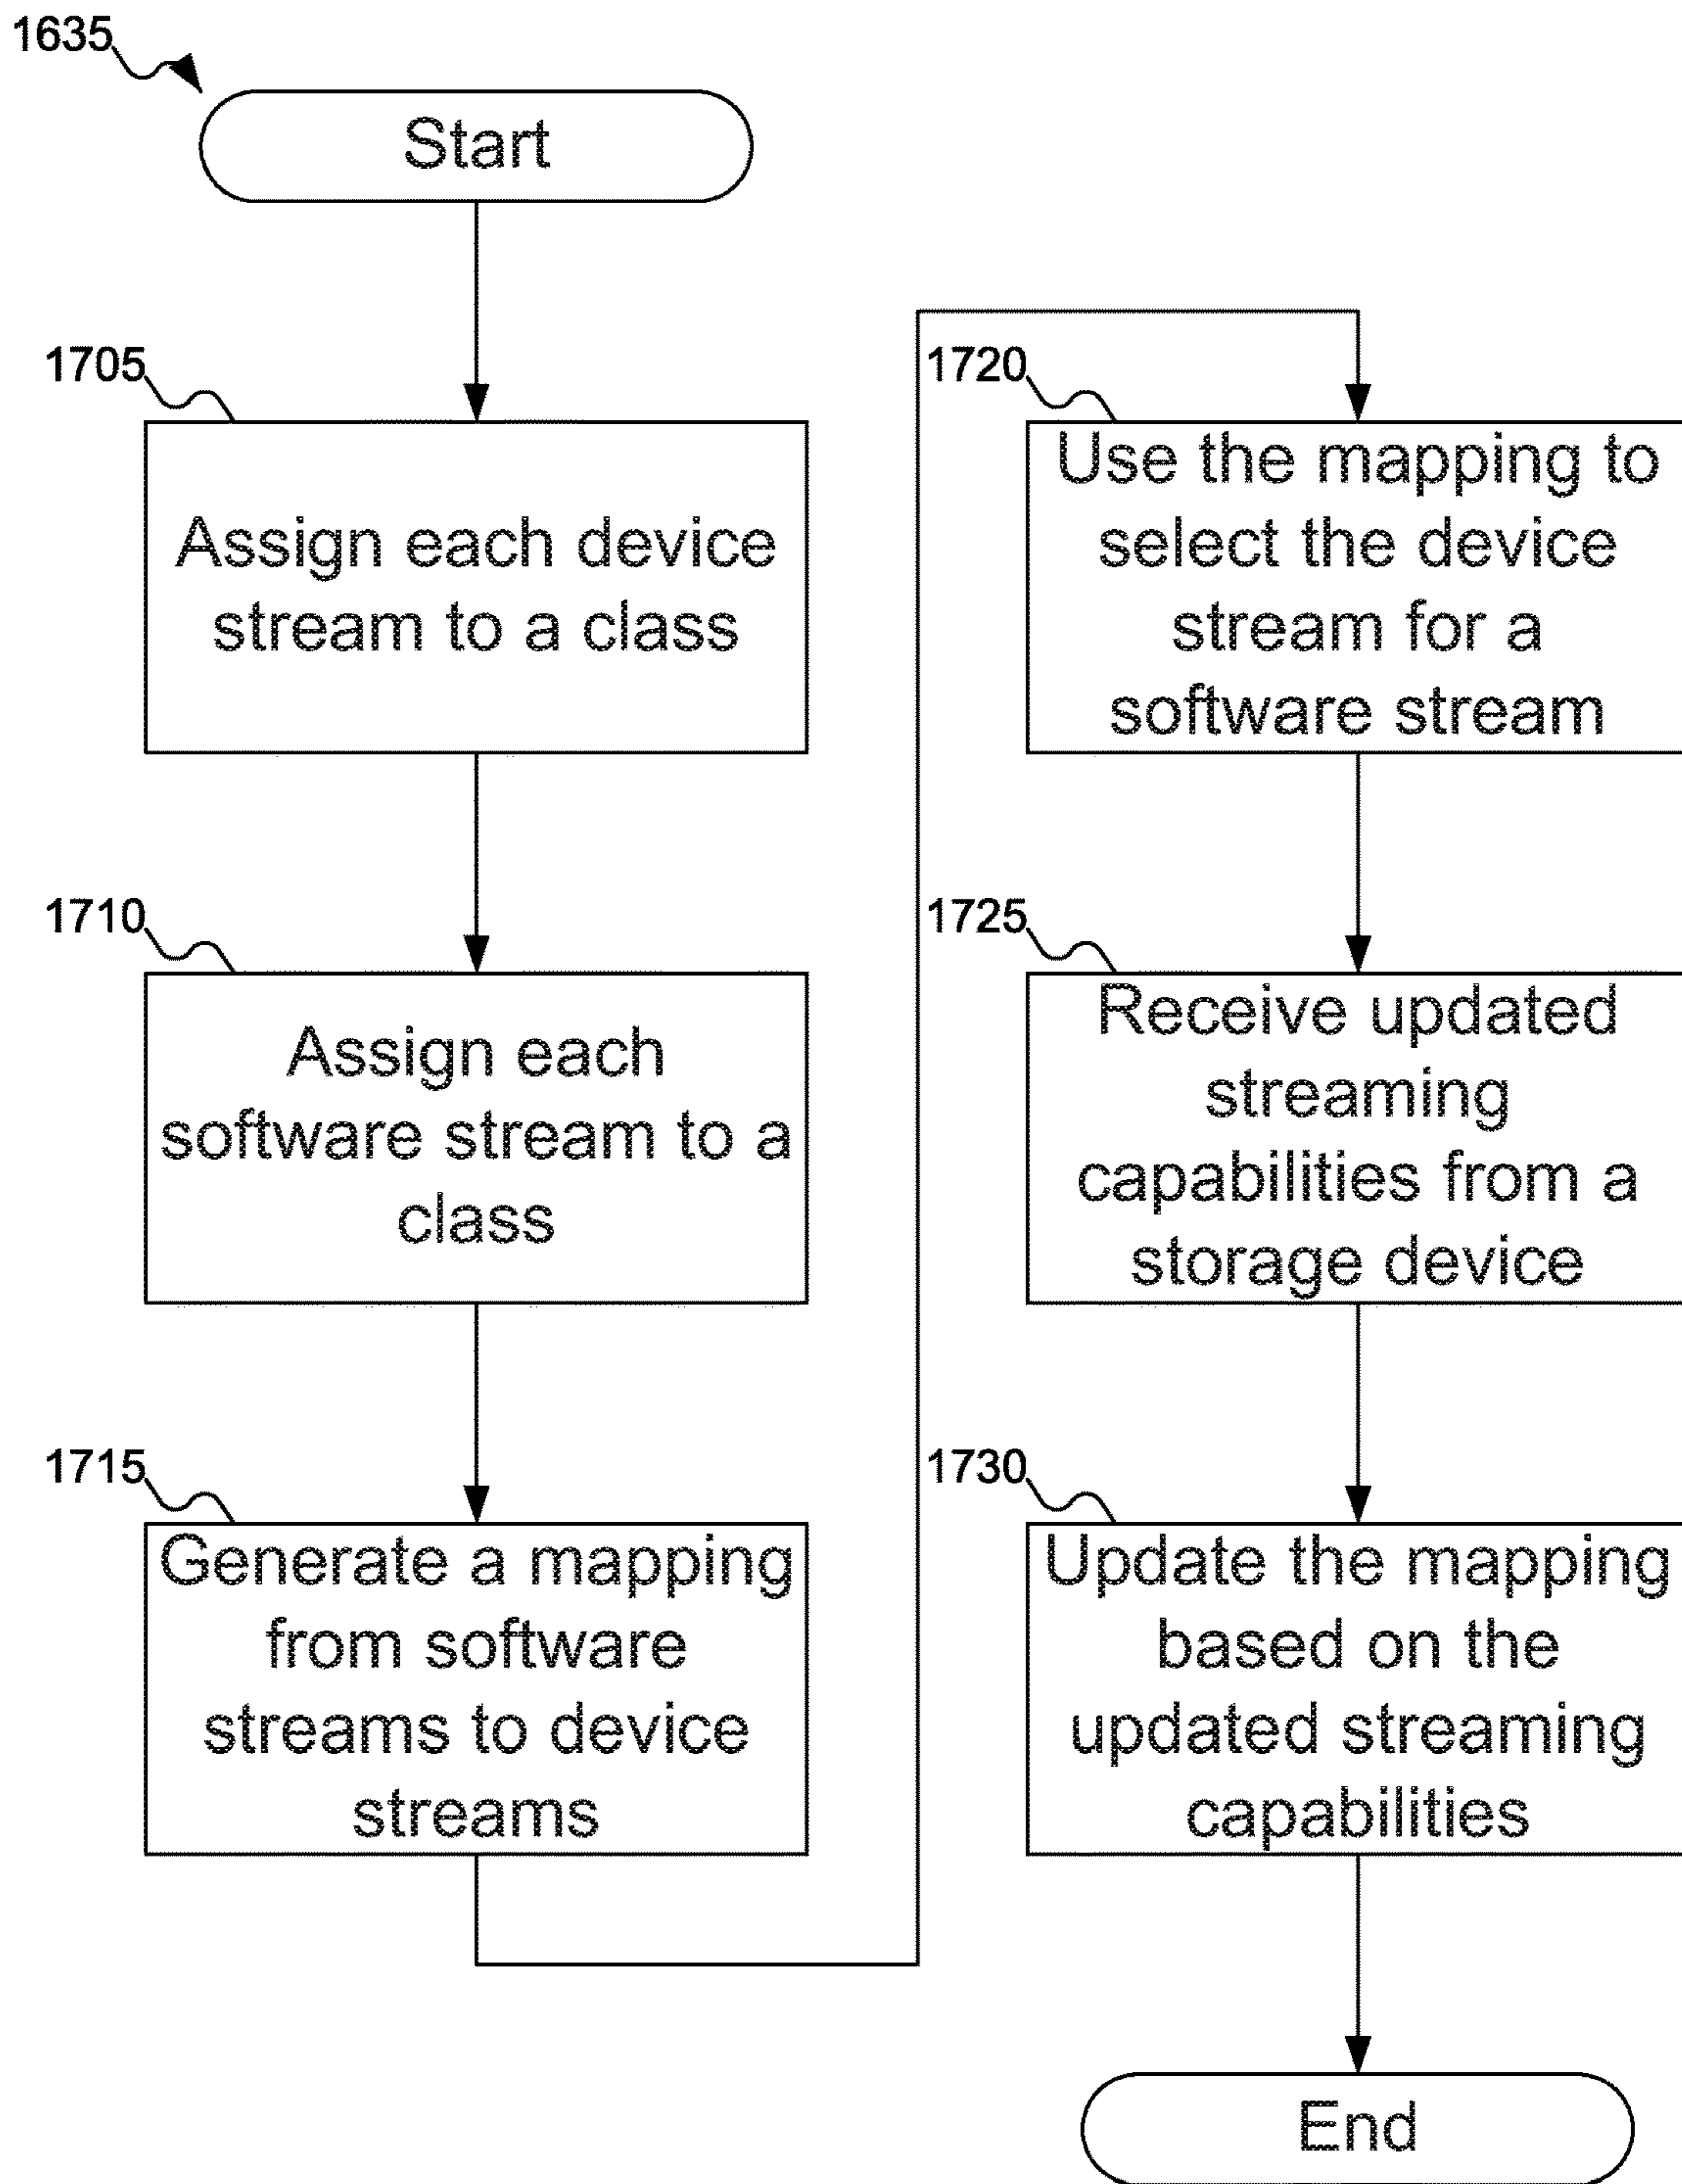 1635
Start
1705
Assign each device
stream to a class
1710
Assign each
software stream to a
class
1715
Generate a mapping
from software
streams to device
streams
1720
Use the mapping to
select the device
stream for a
software stream
1725
Receive updated
streaming
capabilities from a
storage device
1730
Update the mapping
based on the
updated streaming
capabilities
End